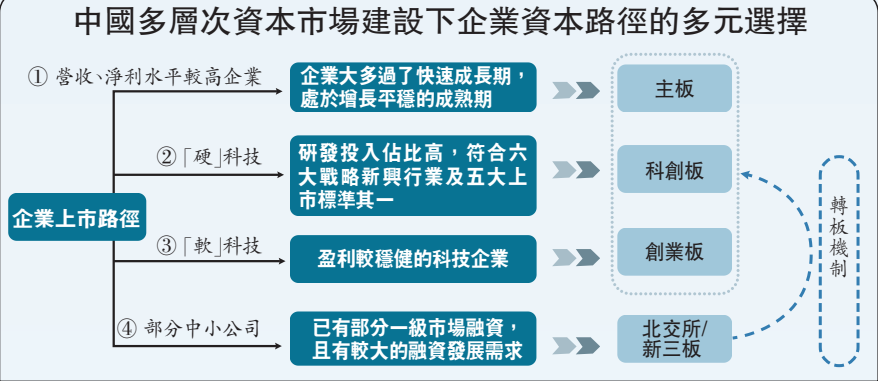 中國多層次資本市場建設下企業資本路徑的多元選擇
企業上市路徑
① 營收、淨利水平較高企業
企業大多過了快速成長期，
處於增長平穩的成熟期
主板
②「硬」科技
研發投入佔比高，符合六
大戰略新興行業及五大上
市標準其一
科創板
③「軟」科技
盈利較穩健的科技企業
創業板
④ 部分中小公司
已有部分一級市場融資，
且有較大的融資發展需求
北交所/
新三板
轉板機制